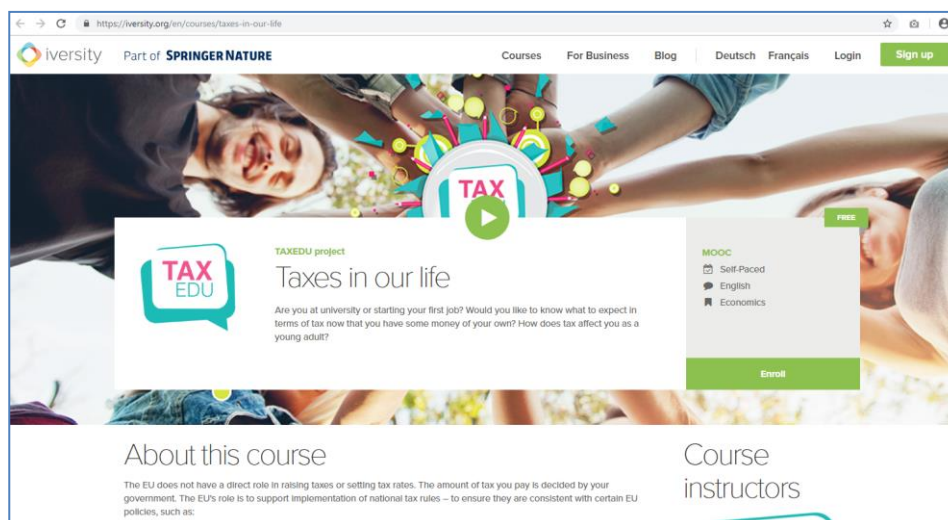 https://iversity.org/en/courses/taxes-in-our-life
iversity Part of SPRINGER NATURE Courses For Business Blog Deutsch Français Login Sign up
TAX
FREE
TAX
EDU
TAXEDU project
Taxes in our life
Are you at university or starting your first job? Would you like to know what to expect in
terms of tax now that you have some money of your own? How does tax affect you as a
young adult?
MOOC
Self-Paced
English
Economics
Enroll
About this course
The EU does not have a direct role in raising taxes or setting tax rates. The amount of tax you pay is decided by your
government. The EU's role is to support implementation of national tax rules – to ensure they are consistent with certain EU
policies, such as:
Course
instructors